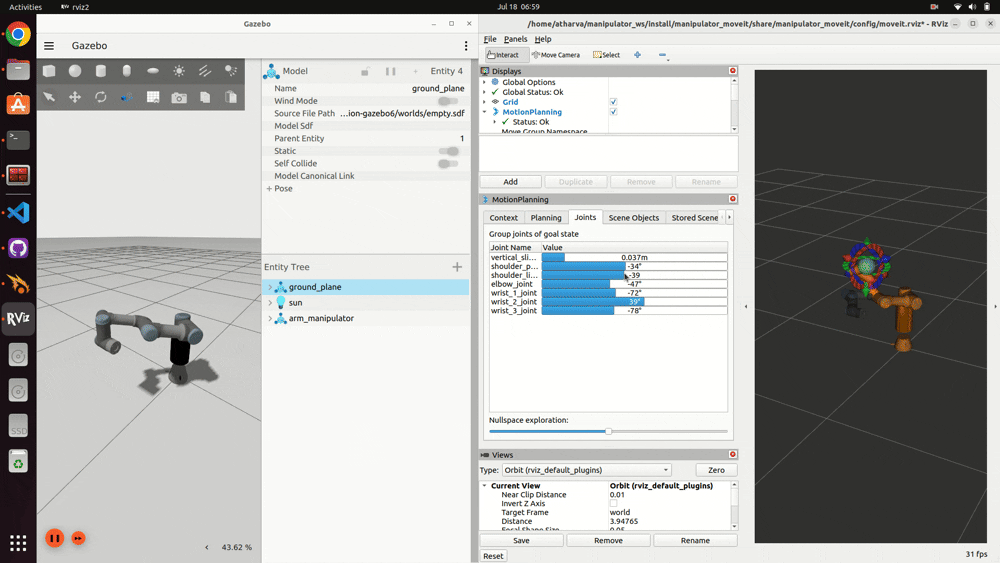 Activities
rviz2
Jul 18 06:59
Gazebo
/home/atharva/manipulator_ws/install/manipulator_moveit/share/manipulator_moveit/config/moveit.rviz* - RViz
Gazebo
File Panels Help
Interact Move Camera Select
Model Entity 4
Name ground_plane
Wind Mode
Source File Path …ion-gazebo6/worlds/empty.sdf
Model Sdf
Parent Entity 1
Static
Self Collide
Model Canonical Link
+ Pose
Displays
Global Options
Global Status: Ok
Grid
MotionPlanning
Status: Ok
Move Group Namespace
Add Duplicate Remove Rename
MotionPlanning
Context Planning Joints Scene Objects Stored Scene
Group joints of goal state
Joint Name Value
vertical_sli… 0.037m
shoulder_p… -34°
shoulder_li… -39
elbow_joint -47°
wrist_1_joint -72°
wrist_2_joint 39°
wrist_3_joint -78°
Nullspace exploration:
Entity Tree
ground_plane
sun
arm_manipulator
Views
Type: Orbit (rviz_default_plugins) Zero
Current View Orbit (rviz_default_plugins)
Near Clip Distance 0.01
Invert Z Axis
Target Frame world
Distance 3.94765
Focal Shape Size 0.05
Save Remove Rename
Reset
31 fps
43.62 %
RViz
SSD